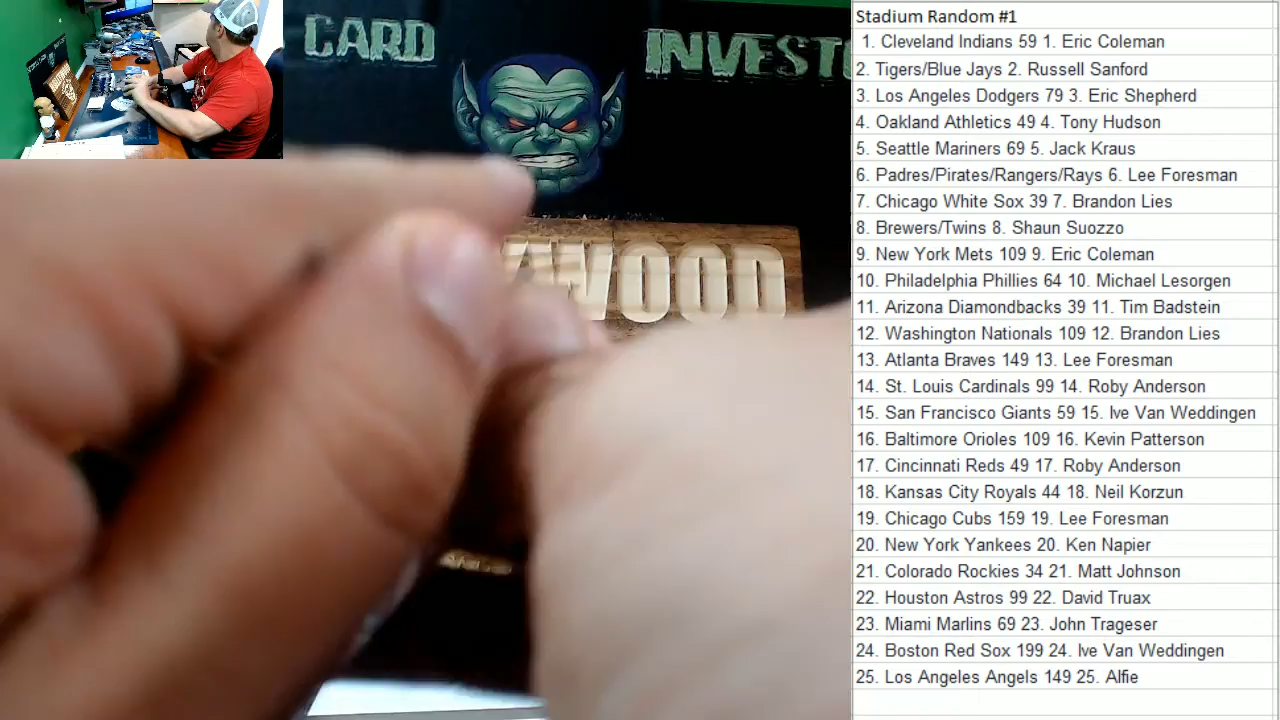 CARD
INVEST
WOOD
Stadium Random #1
1. Cleveland Indians 59 1. Eric Coleman
2. Tigers/Blue Jays 2. Russell Sanford
3. Los Angeles Dodgers 79 3. Eric Shepherd
4. Oakland Athletics 49 4. Tony Hudson
5. Seattle Mariners 69 5. Jack Kraus
6. Padres/Pirates/Rangers/Rays 6. Lee Foresman
7. Chicago White Sox 39 7. Brandon Lies
8. Brewers/Twins 8. Shaun Suozzo
9. New York Mets 109 9. Eric Coleman
10. Philadelphia Phillies 64 10. Michael Lesorgen
11. Arizona Diamondbacks 39 11. Tim Badstein
12. Washington Nationals 109 12. Brandon Lies
13. Atlanta Braves 149 13. Lee Foresman
14. St. Louis Cardinals 99 14. Roby Anderson
15. San Francisco Giants 59 15. Ive Van Weddingen
16. Baltimore Orioles 109 16. Kevin Patterson
17. Cincinnati Reds 49 17. Roby Anderson
18. Kansas City Royals 44 18. Neil Korzun
19. Chicago Cubs 159 19. Lee Foresman
20. New York Yankees 20. Ken Napier
21. Colorado Rockies 34 21. Matt Johnson
22. Houston Astros 99 22. David Truax
23. Miami Marlins 69 23. John Trageser
24. Boston Red Sox 199 24. Ive Van Weddingen
25. Los Angeles Angels 149 25. Alfie